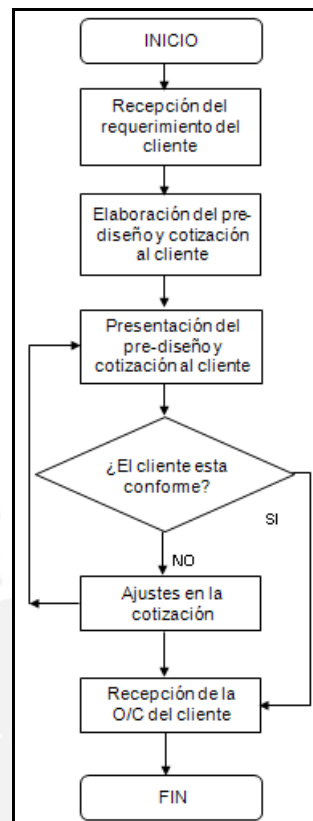 INICIO
Recepción del
requerimiento del
cliente
Elaboración del pre-
diseño y cotización
al cliente
Presentación del
pre-diseño y
cotización al cliente
¿El cliente esta
conforme?
SI
NO
Ajustes en la
cotización
Recepción de la
O/C del cliente
FIN